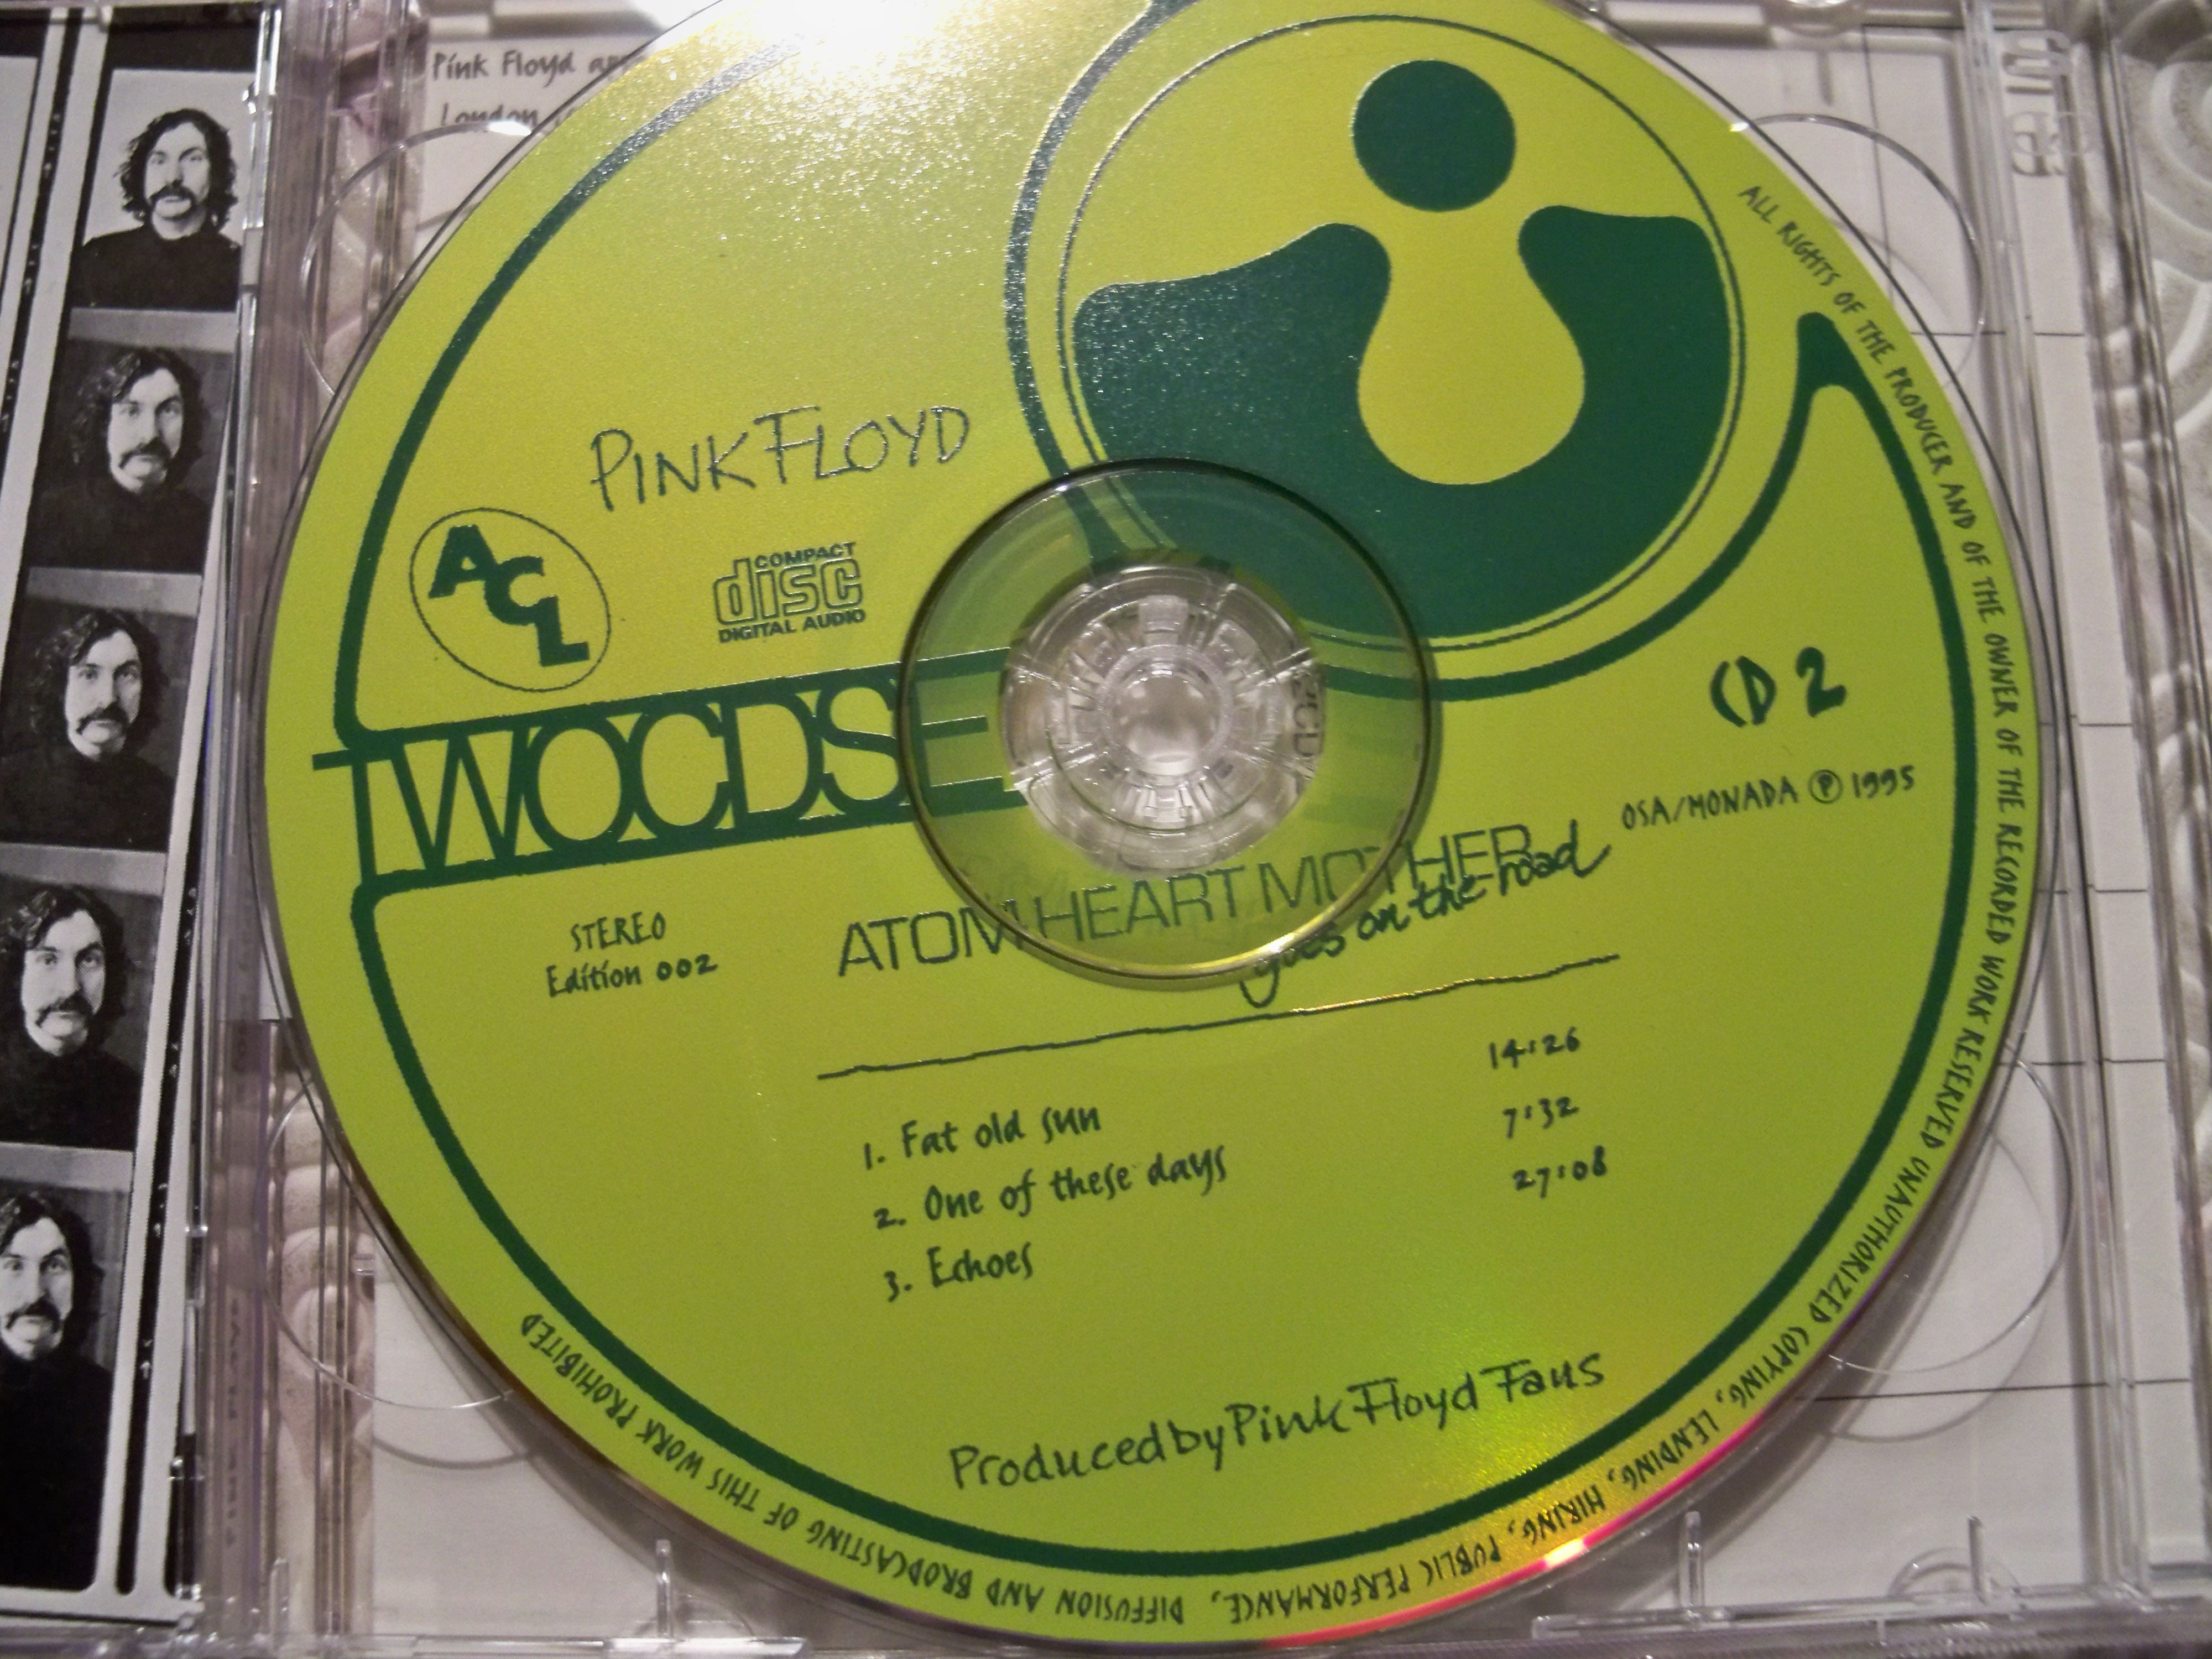 Pink Floyd
London
PINK FLOYD
ACL
COMPACT
disc
DIGITAL AUDIO
TWOCDSE
CD 2
OSA/MONADA Ⓟ 1995
STEREO
Edition 002
ATOM HEART MOTHER
goes on the road
1. Fat old sun 14:26
2. One of these days 7:32
3. Echoes 27:08
Produced by Pink Floyd Fans
ALL RIGHTS OF THE PRODUCER AND OF THE OWNER OF THE RECORDED WORK RESERVED UNAUTHORIZED COPYING, LENDING, HIRING, PUBLIC PERFORMANCE, DIFFUSION AND BRODCASTING OF THIS WORK PROHIBITED